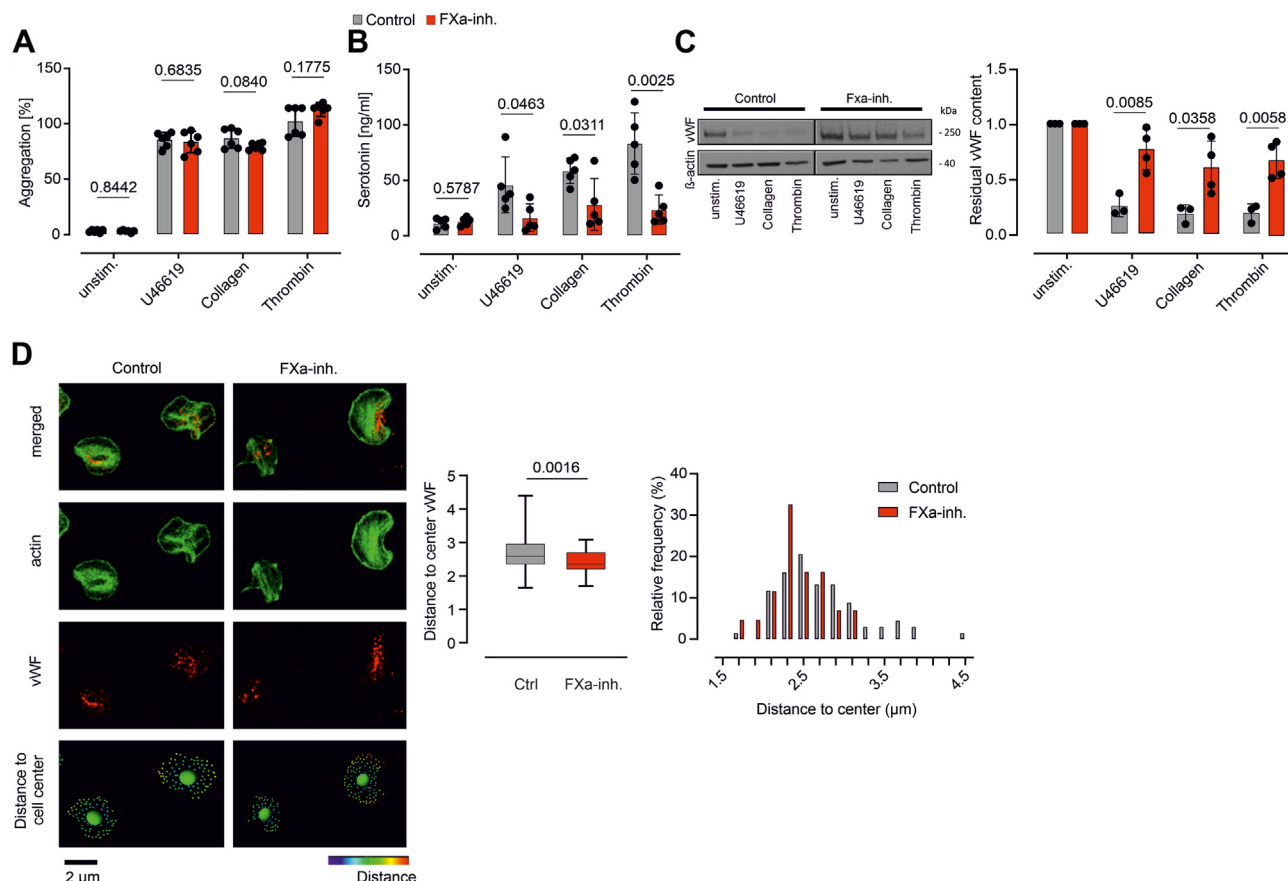 Control FXa-inh.
A
Aggregation [%]
150
100
50
0
0.8442
0.6835
0.0840
0.1775
unstim.
U46619
Collagen
Thrombin
B
Serotonin [ng/ml]
150
100
50
0
0.5787
0.0463
0.0311
0.0025
unstim.
U46619
Collagen
Thrombin
C
Control Fxa-inh.
kDa
vWF
- 250
ß-actin
- 40
unstim.
U46619
Collagen
Thrombin
unstim.
U46619
Collagen
Thrombin
Residual vWF content
1.5
1.0
0.5
0.0
0.0085
0.0358
0.0058
unstim.
U46619
Collagen
Thrombin
D
Control FXa-inh.
merged
actin
vWF
Distance to
cell center
2 µm
Distance
Distance to center vWF
5
4
3
2
1
0
0.0016
Ctrl FXa-inh.
Relative frequency (%)
40
30
20
10
0
Control
FXa-inh.
1.5
2.5
3.5
4.5
Distance to center (µm)